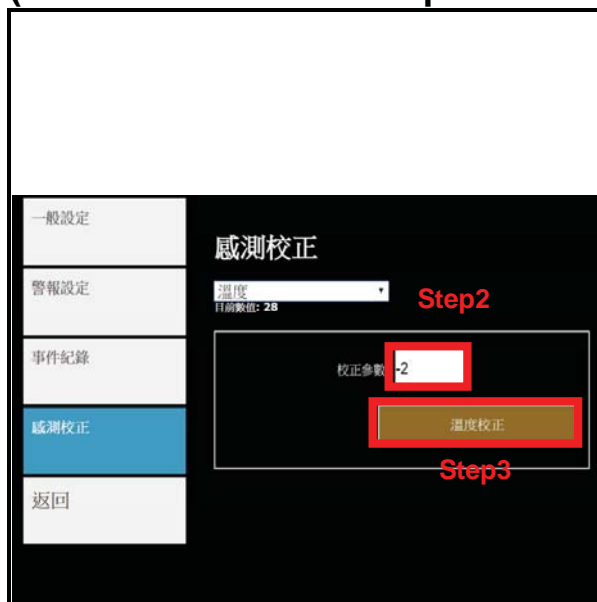 一般設定
感測校正
警報設定
溫度
目前數值: 28
Step2
事件紀錄
校正參數
-2
感測校正
溫度校正
Step3
返回